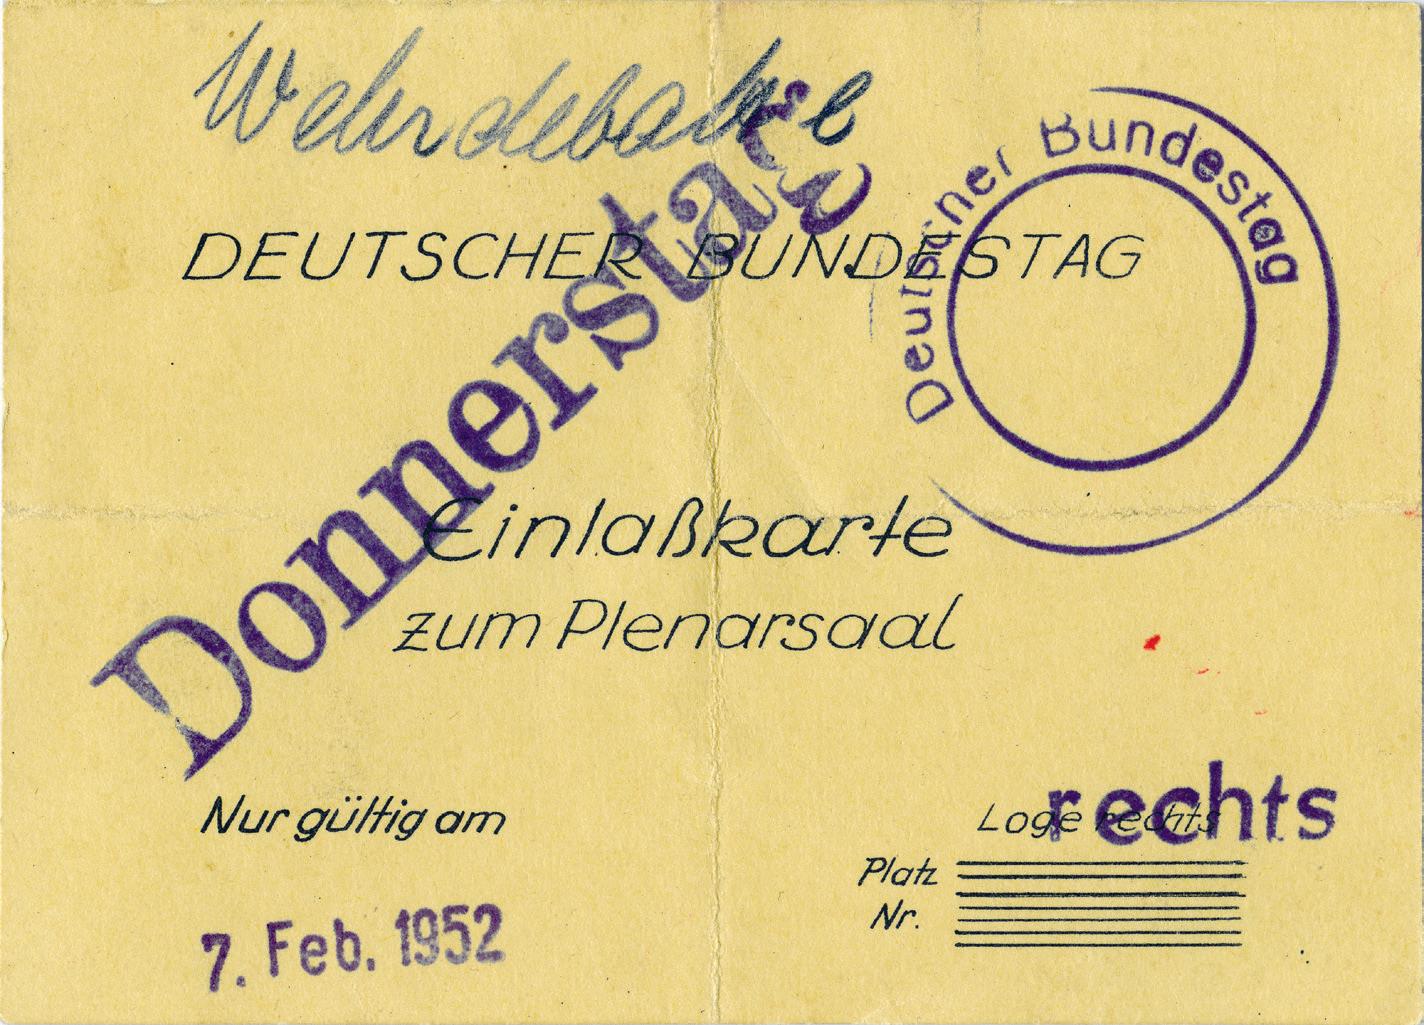 Wehrdebatte
Deutscher Bundestag
DEUTSCHER BUNDESTAG
Donnerstag
Einlaßkarte
zum Plenarsaal
Nur gültig am
7. Feb. 1952
rechts
Loge rechts
Platz
Nr.